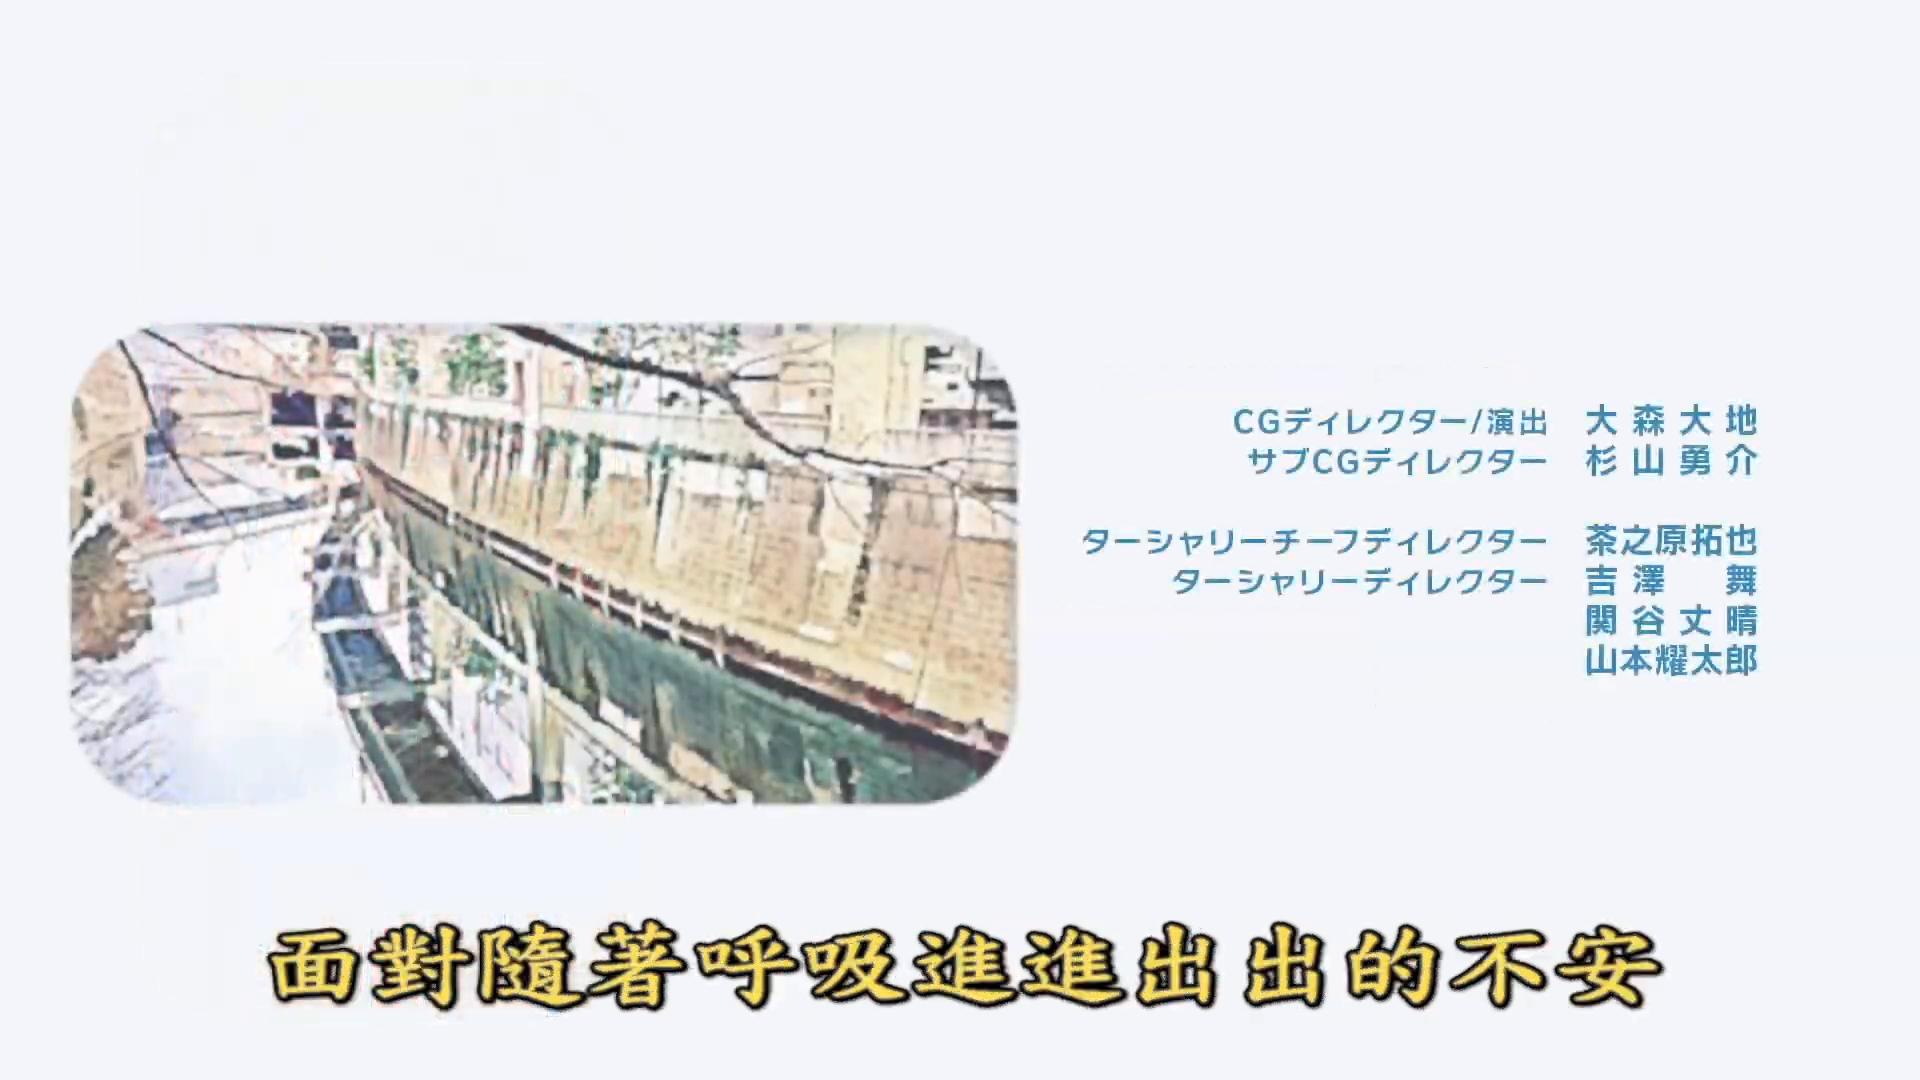 CGディレクター/演出 大森大地
サブCGディレクター 杉山勇介
ターシャリーチーフディレクター 茶之原拓也
ターシャリーディレクター 吉澤 舞
関谷丈晴
山本耀太郎
面對隨著呼吸進進出出的不安